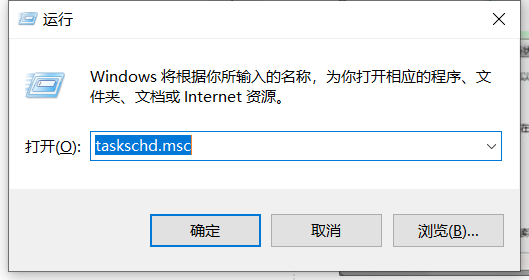 运行
Windows 将根据你所输入的名称，为你打开相应的程序、文
件夹、文档或 Internet 资源。
打开(O): taskschd.msc
确定 取消 浏览(B)...